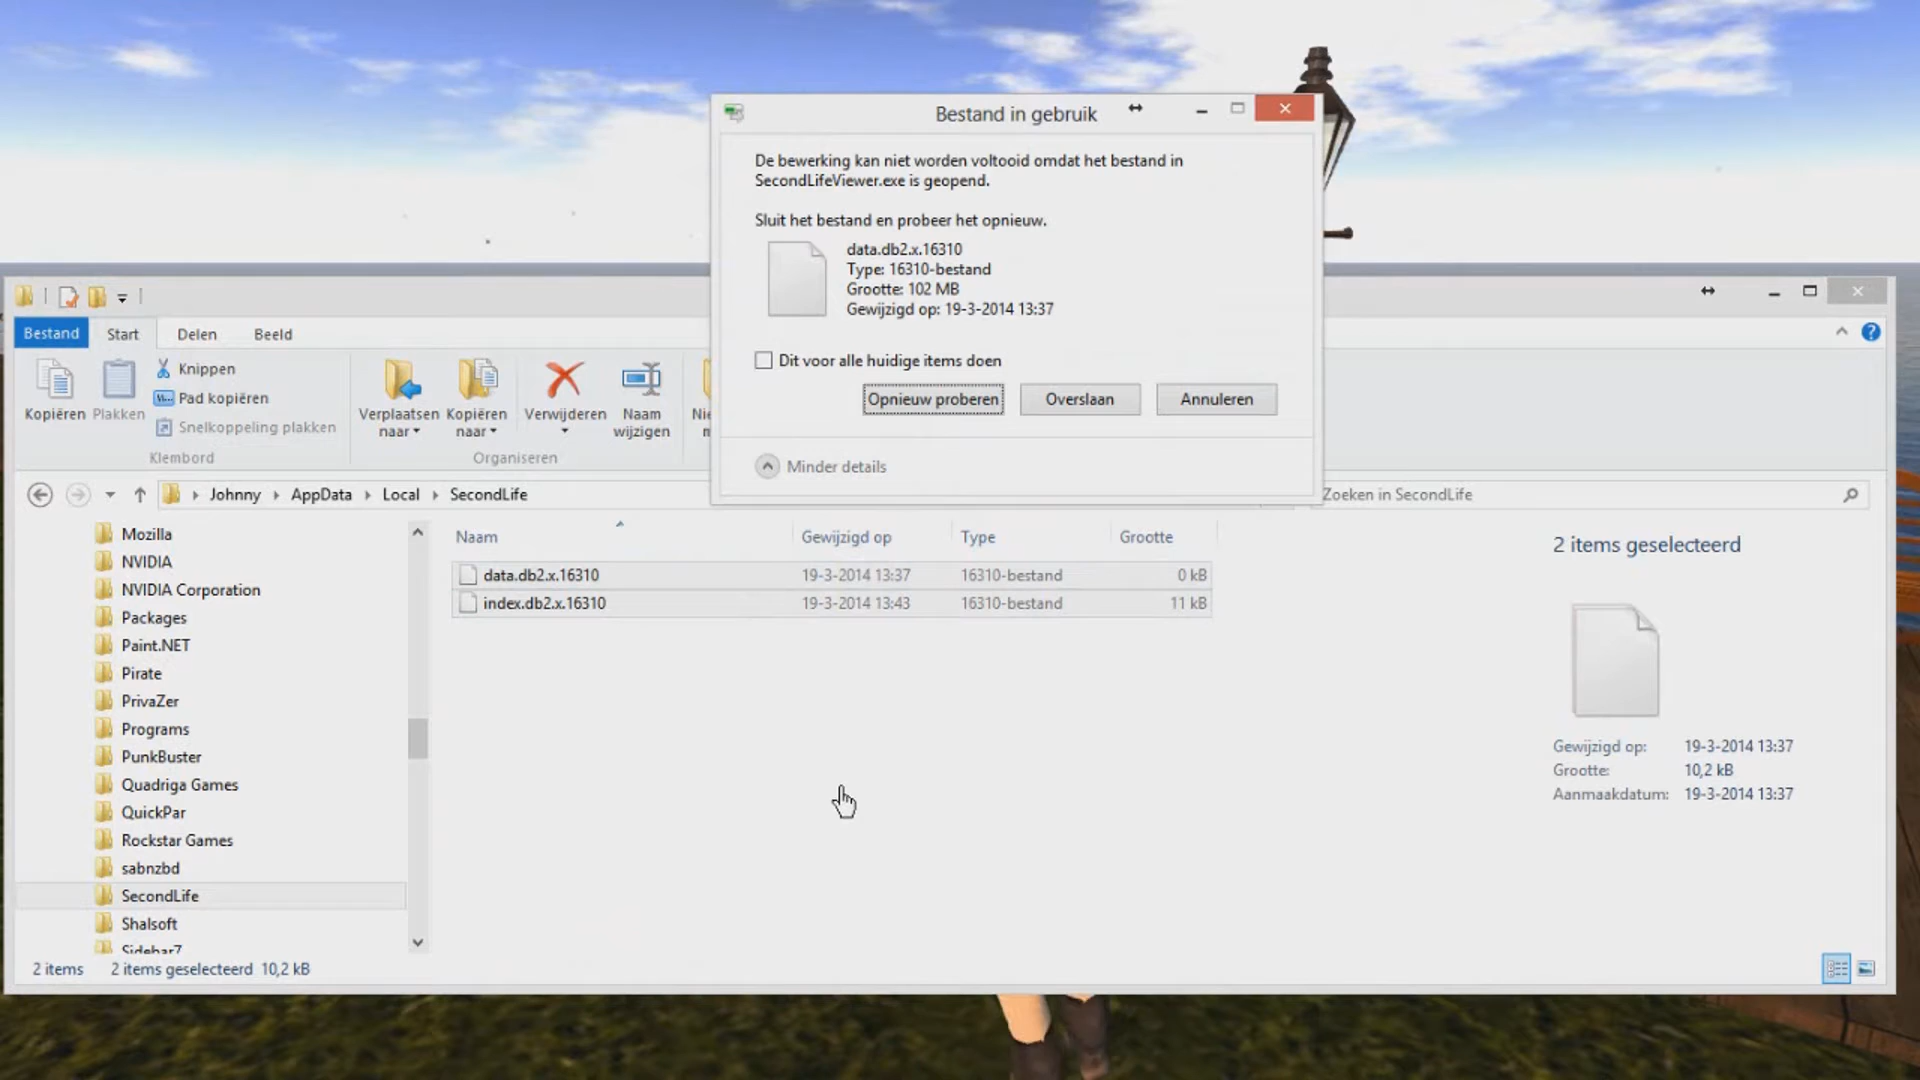 Bestand in gebruik
De bewerking kan niet worden voltooid omdat het bestand in
SecondLifeViewer.exe is geopend.
Sluit het bestand en probeer het opnieuw.
data.db2.x.16310
Type: 16310-bestand
Grootte: 102 MB
Gewijzigd op: 19-3-2014 13:37
Dit voor alle huidige items doen
Opnieuw proberen
Overslaan
Annuleren
Minder details
Bestand
Start
Delen
Beeld
Kopiëren
Plakken
Knippen
Pad kopiëren
Snelkoppeling plakken
Klembord
Verplaatsen
naar
Kopiëren
naar
Verwijderen
Naam
wijzigen
Organiseren
Johnny
AppData
Local
SecondLife
Zoeken in SecondLife
Mozilla
NVIDIA
NVIDIA Corporation
Packages
Paint.NET
Pirate
PrivaZer
Programs
PunkBuster
Quadriga Games
QuickPar
Rockstar Games
sabnzbd
SecondLife
Shalsoft
Sidebar7
Naam Gewijzigd op Type Grootte
data.db2.x.16310 19-3-2014 13:37 16310-bestand 0 kB
index.db2.x.16310 19-3-2014 13:43 16310-bestand 11 kB
2 items geselecteerd
Gewijzigd op: 19-3-2014 13:37
Grootte: 10,2 kB
Aanmaakdatum: 19-3-2014 13:37
2 items 2 items geselecteerd 10,2 kB